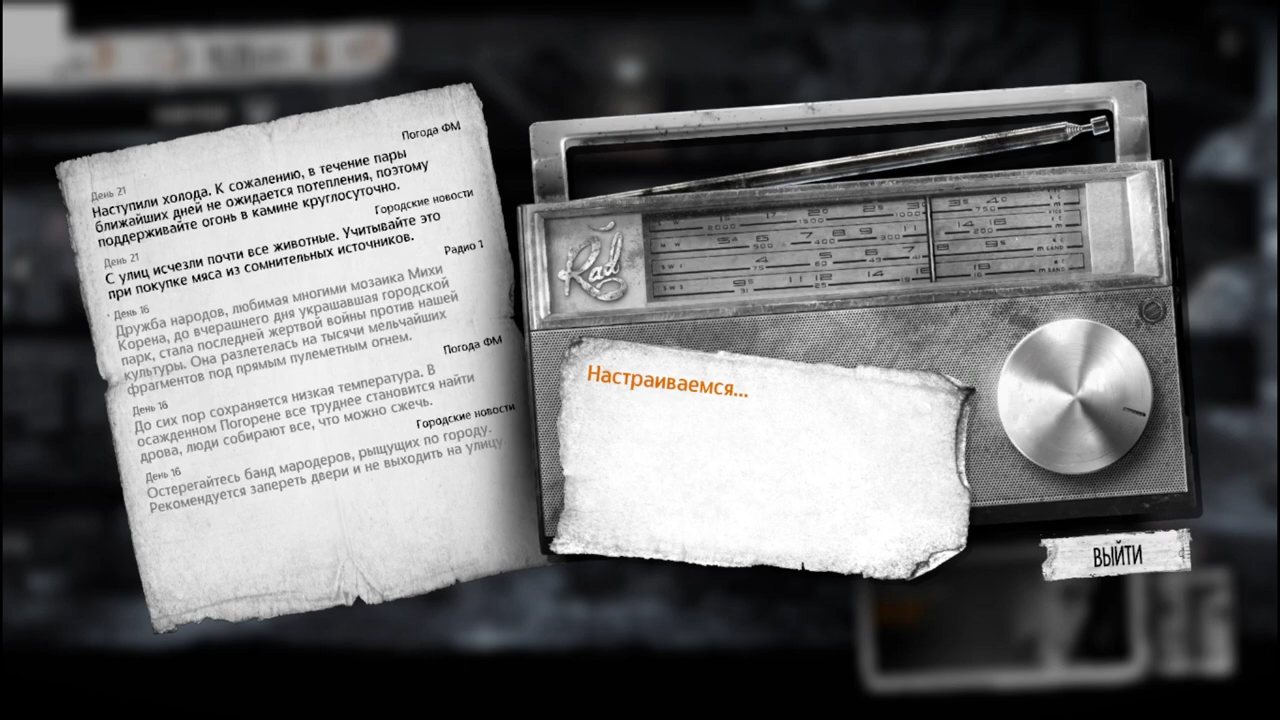 Погода ФМ
День 21
Наступили холода. К сожалению, в течение пары
ближайших дней не ожидается потепления, поэтому
поддерживайте огонь в камине круглосуточно.
Городские новости
День 21
С улиц исчезли почти все животные. Учитывайте это
при покупке мяса из сомнительных источников.
Радио 1
День 16
Дружба народов, любимая многими мозаика Михи
Корена, до вчерашнего дня украшавшая городской
парк, стала последней жертвой войны против нашей
культуры. Она разлетелась на тысячи мельчайших
фрагментов под прямым пулеметным огнем.
Погода ФМ
День 16
До сих пор сохраняется низкая температура. В
осажденном Погорене все труднее становится найти
дрова, люди собирают все, что можно сжечь.
Городские новости
День 16
Остерегайтесь банд мародеров, рыщущих по городу.
Рекомендуется запереть двери и не выходить на улицу
Rad
Настраиваемся...
ВЫЙТИ